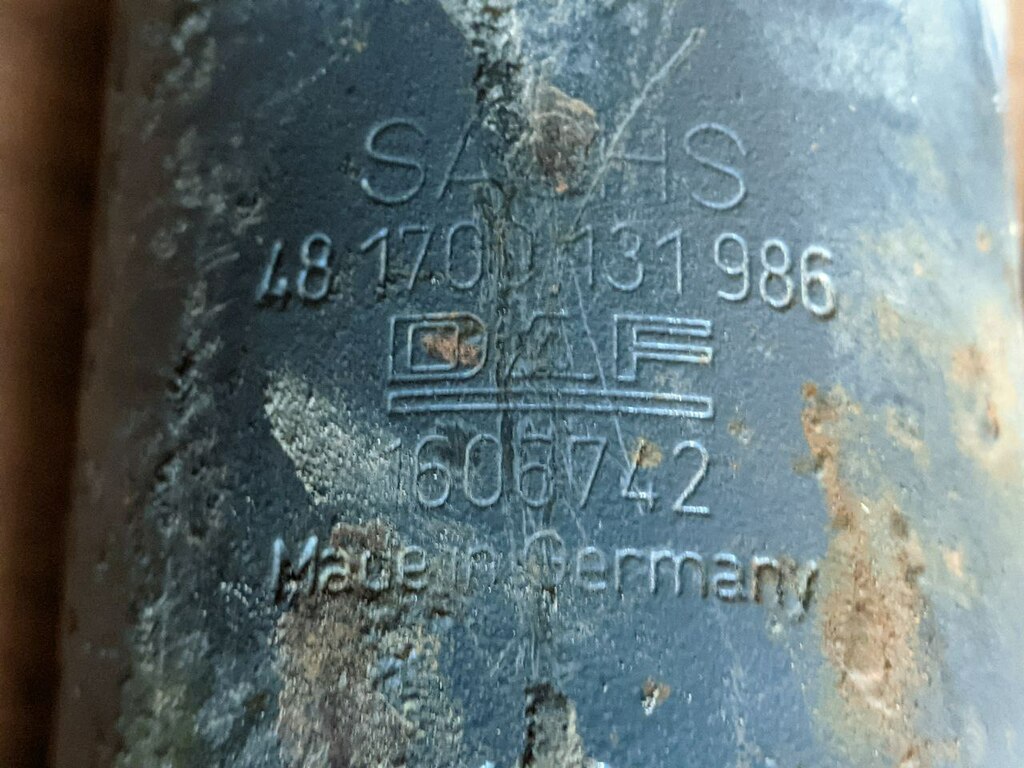 SACHS
48 1700 131 986
DAF
1606742
Made in Germany